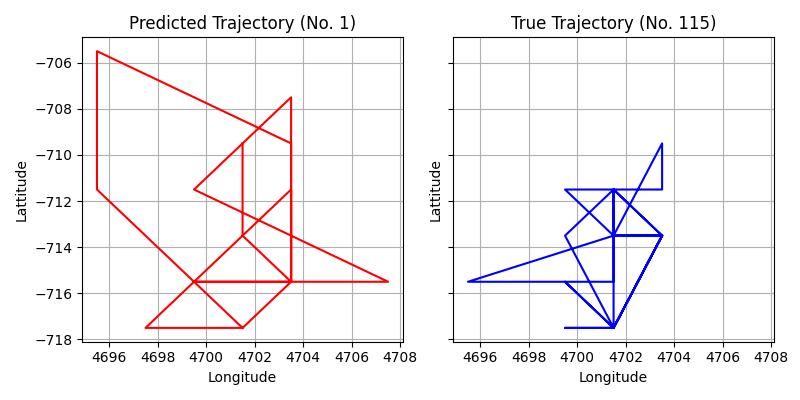 Predicted Trajectory (No. 1)
True Trajectory (No. 115)
Lattitude
−706
−708
−710
−712
−714
−716
−718
4696 4698 4700 4702 4704 4706 4708
Longitude
Lattitude
4696 4698 4700 4702 4704 4706 4708
Longitude